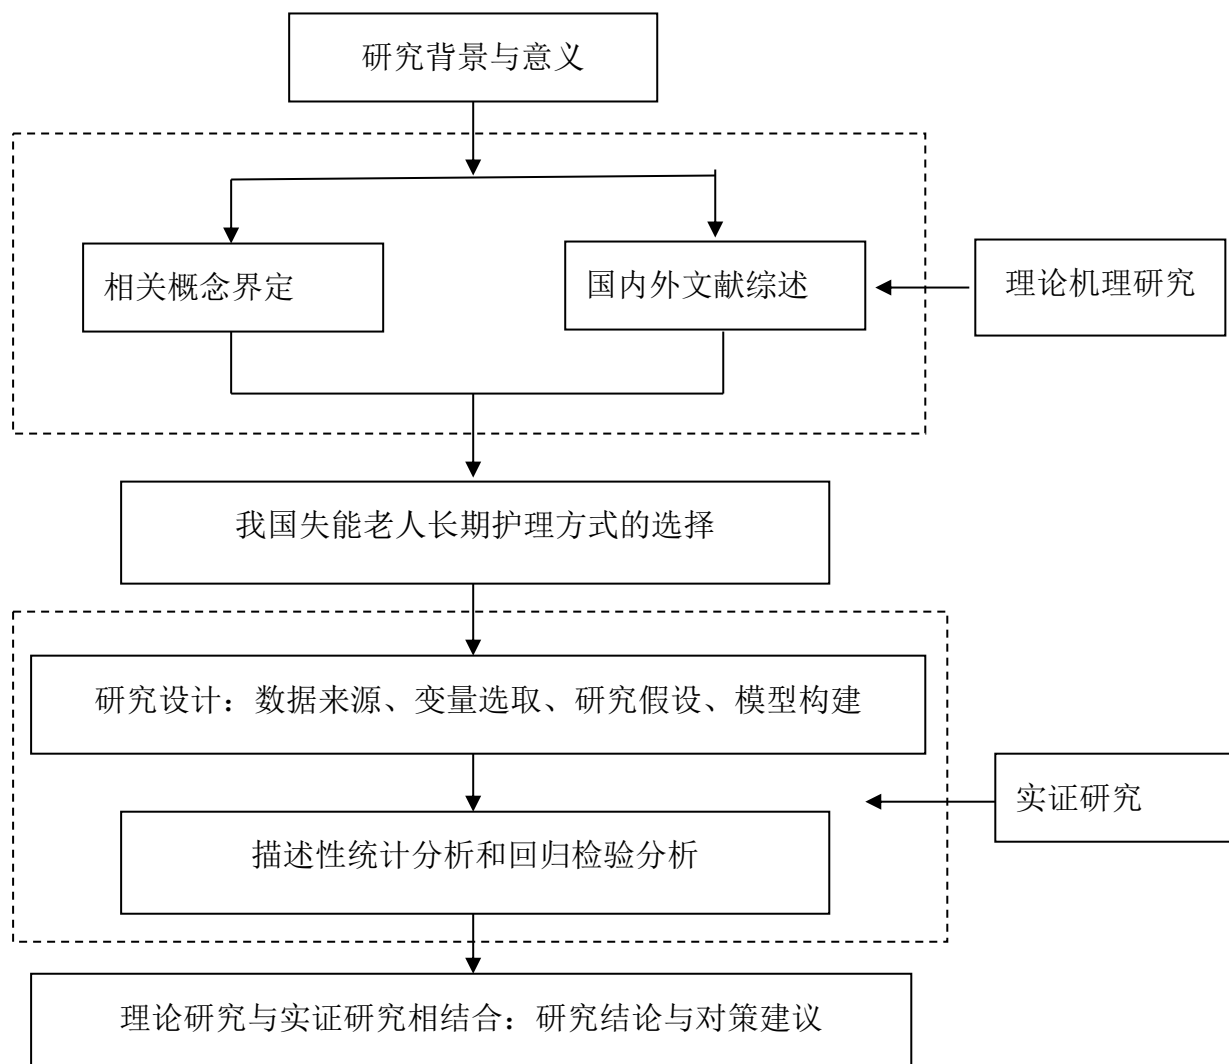 研究背景与意义
相关概念界定
国内外文献综述
理论机理研究
我国失能老人长期护理方式的选择
研究设计：数据来源、变量选取、研究假设、模型构建
实证研究
描述性统计分析和回归检验分析
理论研究与实证研究相结合：研究结论与对策建议